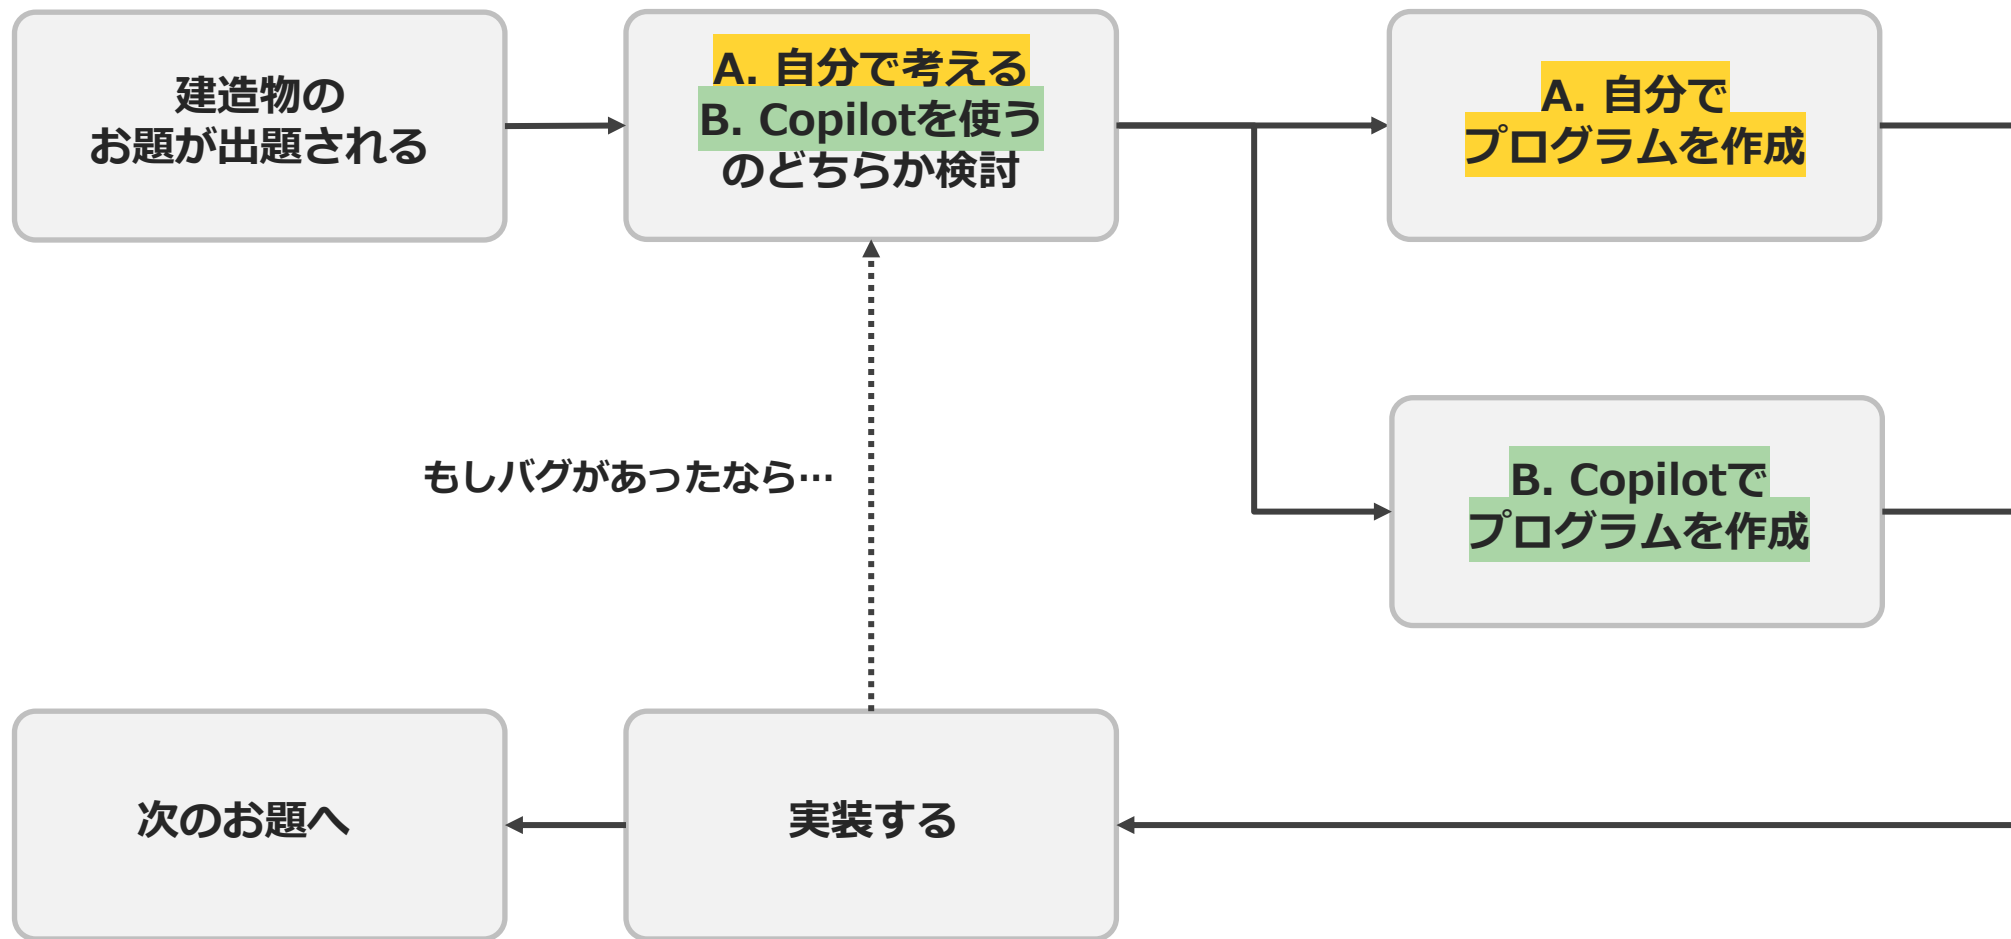 建造物の
お題が出題される
A. 自分で考える
B. Copilotを使う
のどちらか検討
A. 自分で
プログラムを作成
もしバグがあったなら…
B. Copilotで
プログラムを作成
次のお題へ
実装する